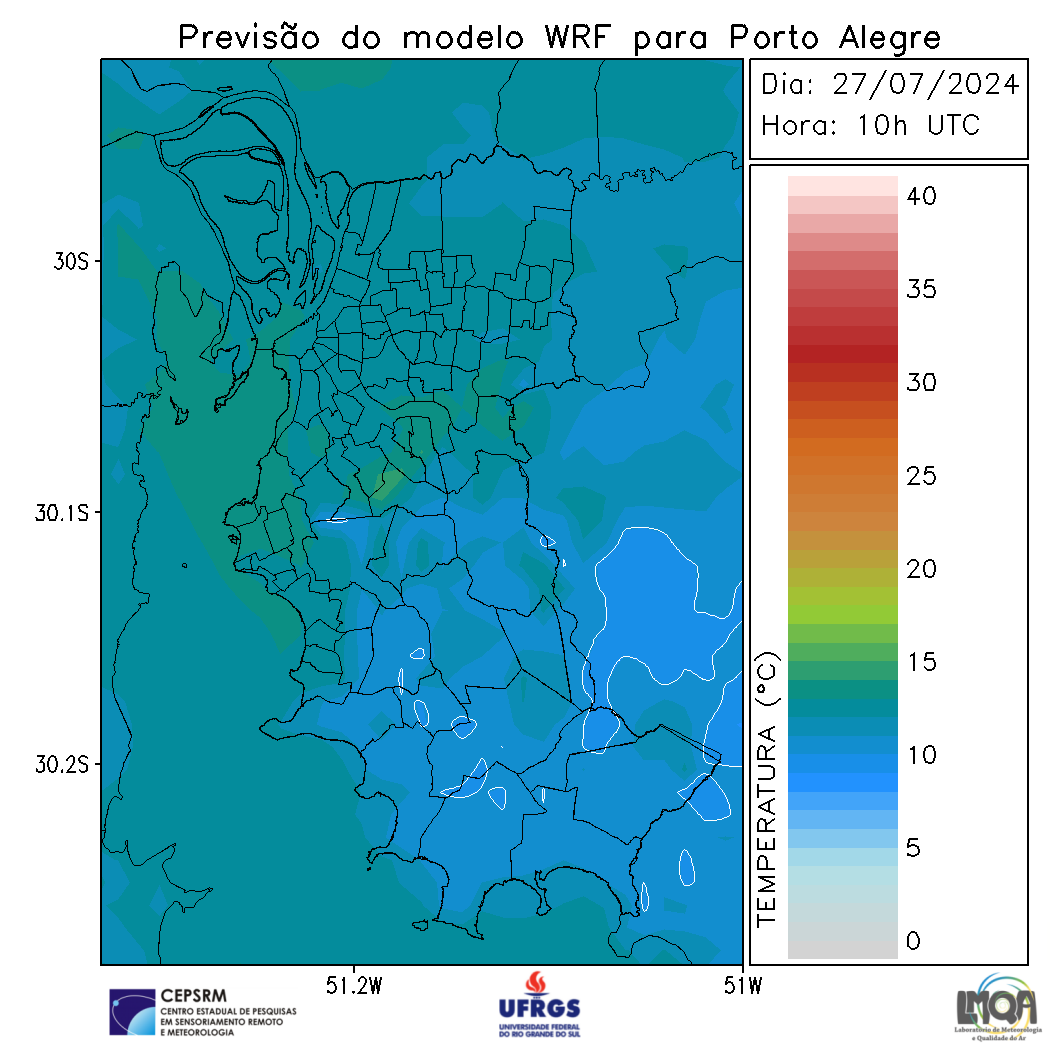 Previsão do modelo WRF para Porto Alegre
Dia: 27/07/2024
Hora: 10h UTC
40
35
30
25
20
15
10
5
0
TEMPERATURA (°C)
30S
30.1S
30.2S
51.2W
51W
CEPSRM
CENTRO ESTADUAL DE PESQUISAS
EM SENSORIAMENTO REMOTO
E METEOROLOGIA
UFRGS
UNIVERSIDADE FEDERAL
DO RIO GRANDE DO SUL
LMQA
Laboratório de Meteorologia
e Qualidade do Ar